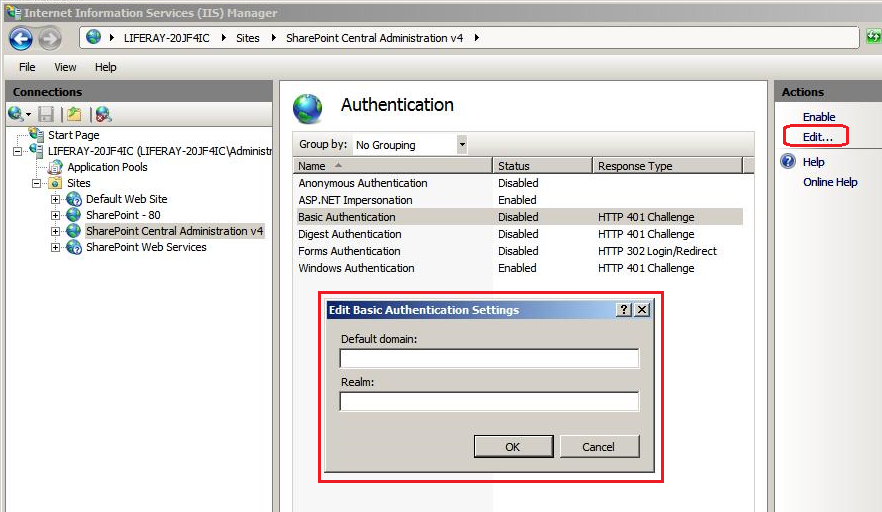 Internet Information Services (IIS) Manager
LIFERAY-20JF4IC Sites SharePoint Central Administration v4
File View Help
Connections
Start Page
LIFERAY-20JF4IC (LIFERAY-20JF4IC\Administr
Application Pools
Sites
Default Web Site
SharePoint - 80
SharePoint Central Administration v4
SharePoint Web Services
Authentication
Group by: No Grouping
Name Status Response Type
Anonymous Authentication Disabled
ASP.NET Impersonation Enabled
Basic Authentication Disabled HTTP 401 Challenge
Digest Authentication Disabled HTTP 401 Challenge
Forms Authentication Disabled HTTP 302 Login/Redirect
Windows Authentication Enabled HTTP 401 Challenge
Edit Basic Authentication Settings
Default domain:
Realm:
OK Cancel
Actions
Enable
Edit...
Help
Online Help